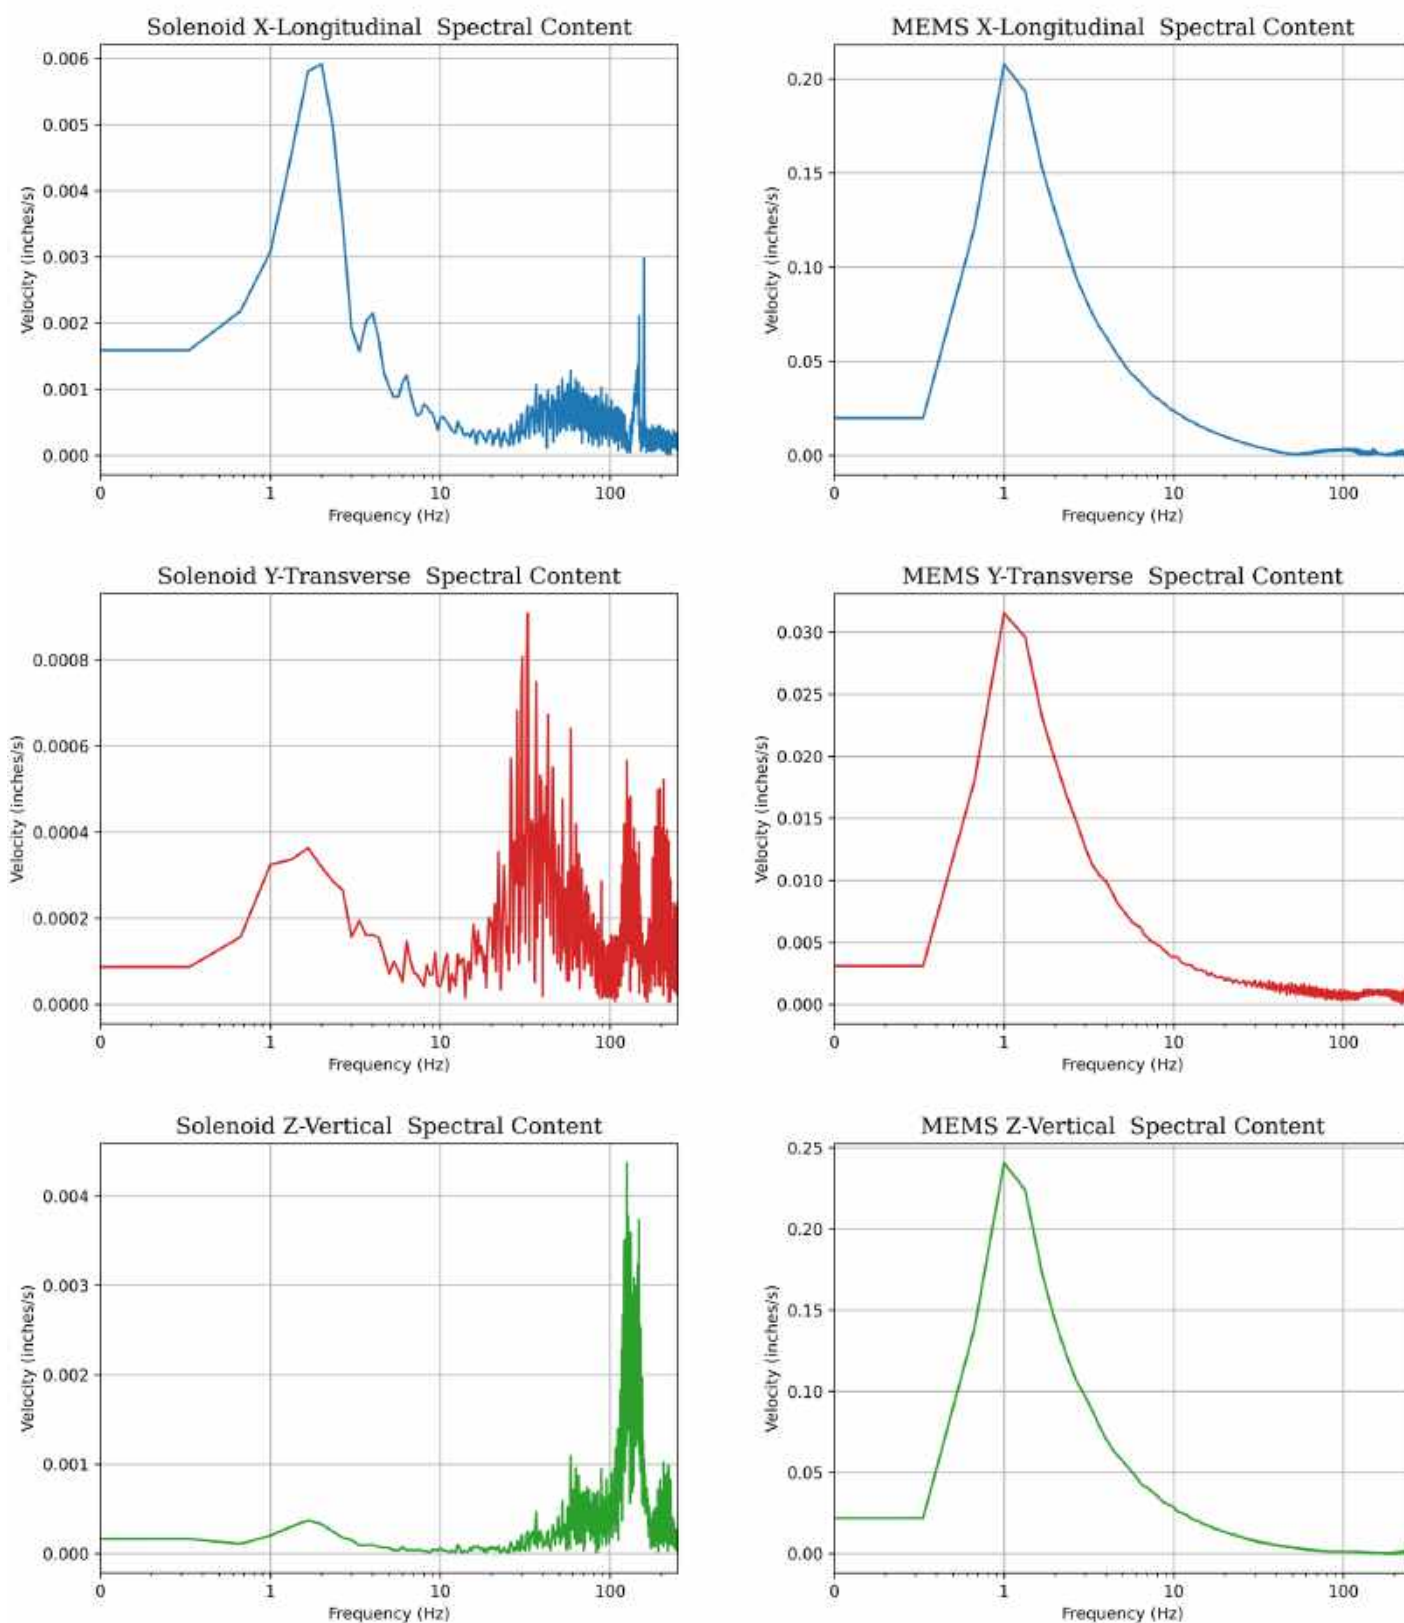 Solenoid X-Longitudinal  Spectral Content
Velocity (inches/s)
0.006
0.005
0.004
0.003
0.002
0.001
0.000
0 1 10 100
Frequency (Hz)
MEMS X-Longitudinal  Spectral Content
Velocity (inches/s)
0.20
0.15
0.10
0.05
0.00
0 1 10 100
Frequency (Hz)
Solenoid Y-Transverse  Spectral Content
Velocity (inches/s)
0.0008
0.0006
0.0004
0.0002
0.0000
0 1 10 100
Frequency (Hz)
MEMS Y-Transverse  Spectral Content
Velocity (inches/s)
0.030
0.025
0.020
0.015
0.010
0.005
0.000
0 1 10 100
Frequency (Hz)
Solenoid Z-Vertical  Spectral Content
Velocity (inches/s)
0.004
0.003
0.002
0.001
0.000
0 1 10 100
Frequency (Hz)
MEMS Z-Vertical  Spectral Content
Velocity (inches/s)
0.25
0.20
0.15
0.10
0.05
0.00
0 1 10 100
Frequency (Hz)